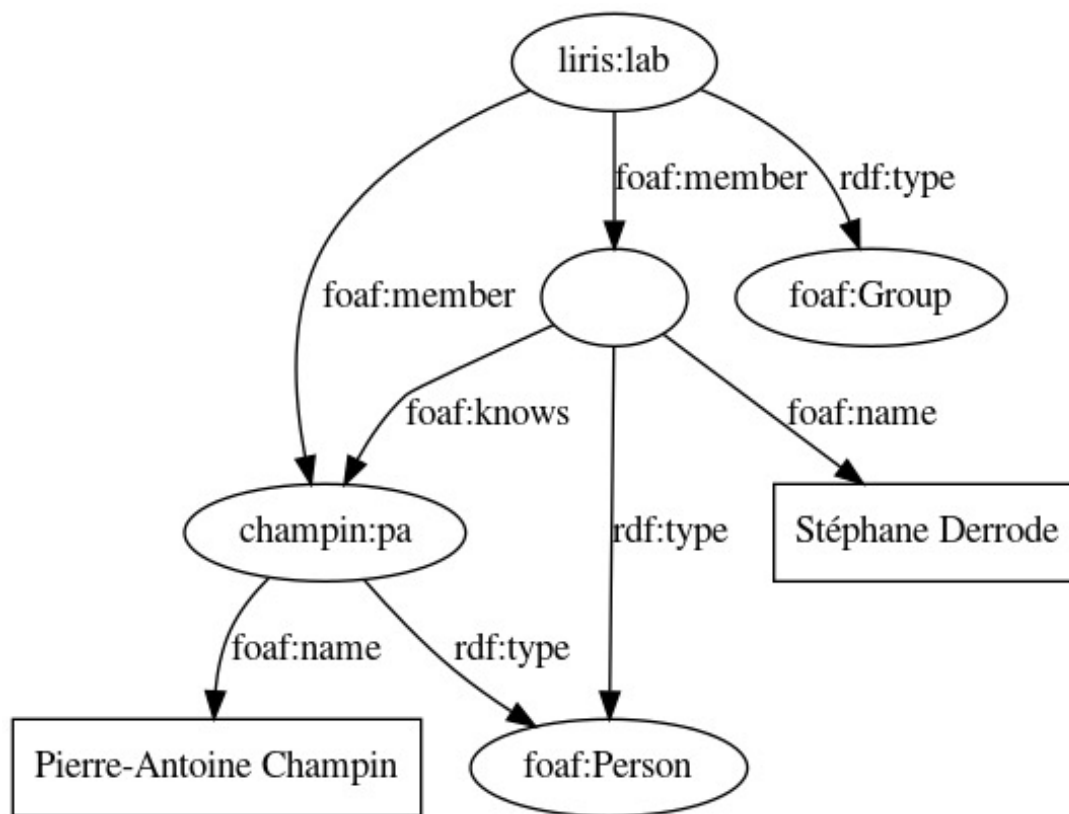 liris:lab
foaf:member
rdf:type
foaf:member
foaf:Group
foaf:knows
foaf:name
champin:pa
rdf:type
Stéphane Derrode
foaf:name
rdf:type
Pierre-Antoine Champin
foaf:Person